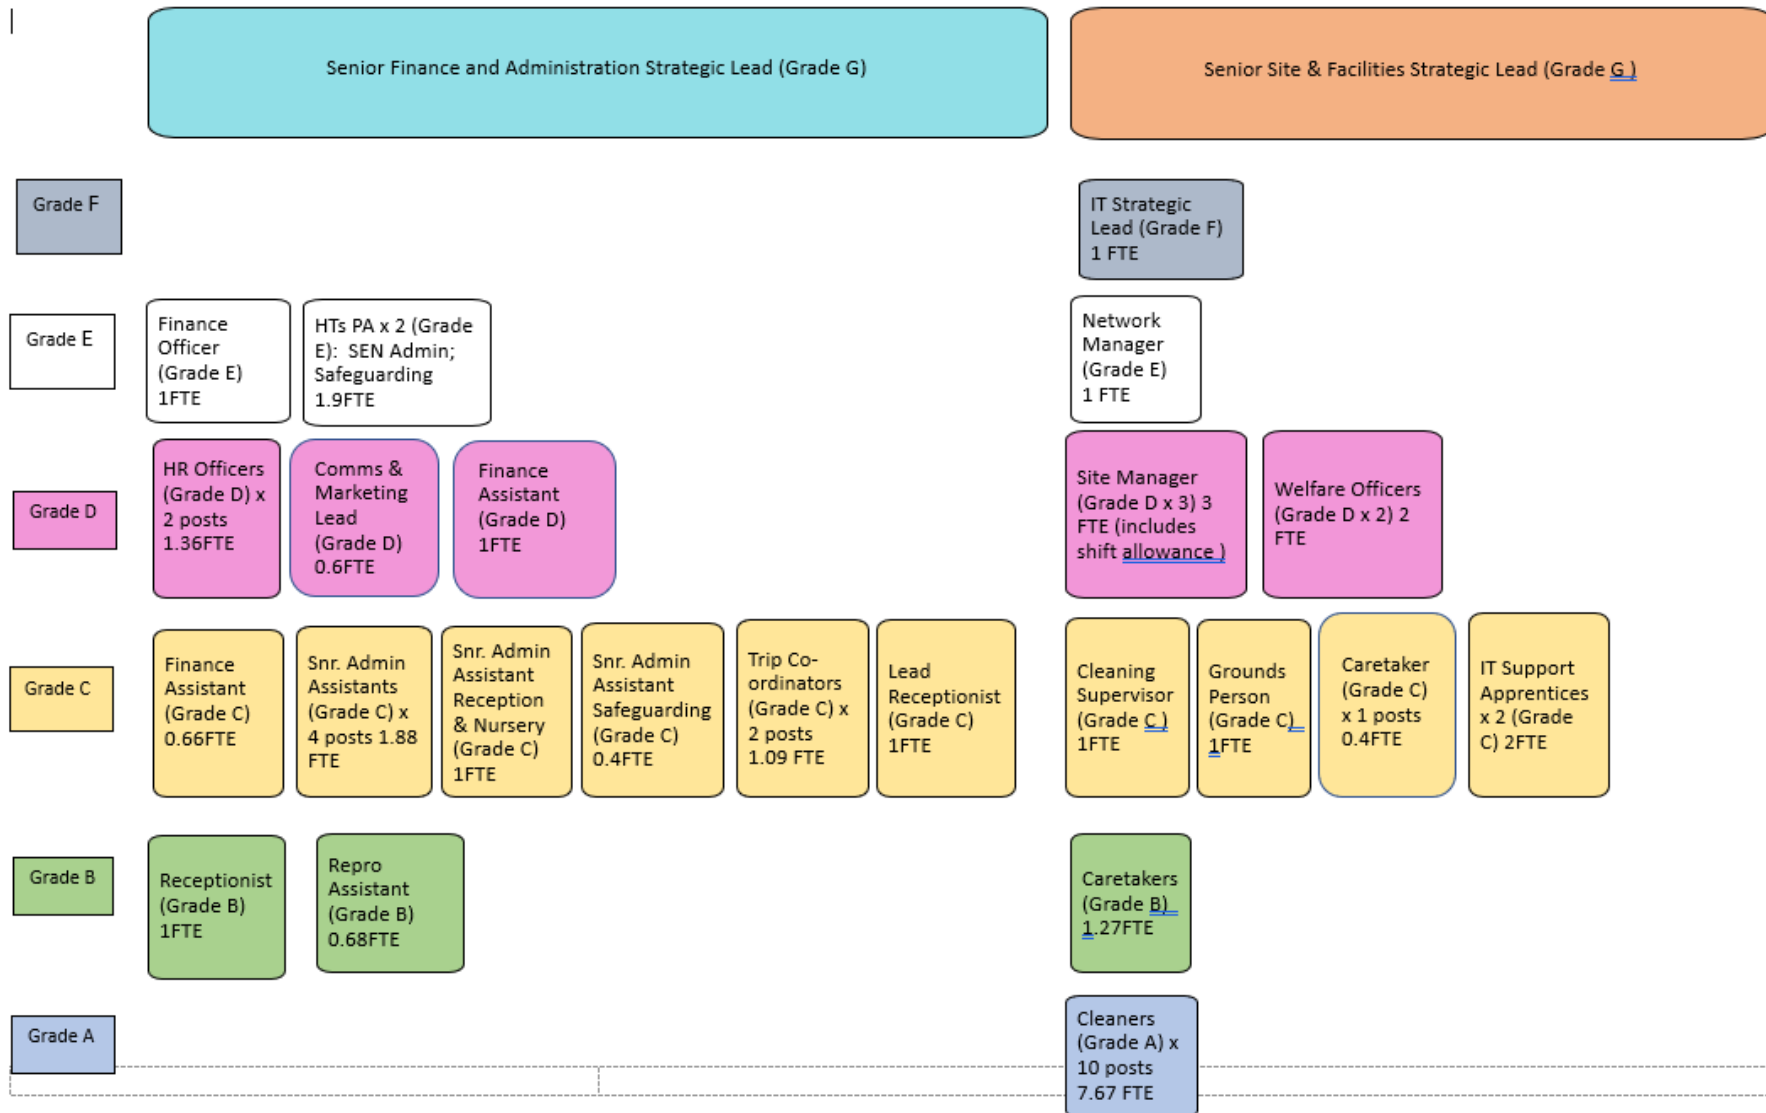 Senior Finance and Administration Strategic Lead (Grade G)
Senior Site & Facilities Strategic Lead (Grade G )
Grade F
IT Strategic
Lead (Grade F)
1 FTE
Grade E
Finance
Officer
(Grade E)
1FTE
HTs PA x 2 (Grade
E):  SEN Admin;
Safeguarding
1.9FTE
Network
Manager
(Grade E)
1 FTE
Grade D
HR Officers
(Grade D) x
2 posts
1.36FTE
Comms &
Marketing
Lead
(Grade D)
0.6FTE
Finance
Assistant
(Grade D)
1FTE
Site Manager
(Grade D x 3) 3
FTE (includes
shift allowance )
Welfare Officers
(Grade D x 2) 2
FTE
Grade C
Finance
Assistant
(Grade C)
0.66FTE
Snr. Admin
Assistants
(Grade C) x
4 posts 1.88
FTE
Snr. Admin
Assistant
Reception
& Nursery
(Grade C)
1FTE
Snr. Admin
Assistant
Safeguarding
(Grade C)
0.4FTE
Trip Co-
ordinators
(Grade C) x
2 posts
1.09 FTE
Lead
Receptionist
(Grade C)
1FTE
Cleaning
Supervisor
(Grade C )
1FTE
Grounds
Person
(Grade C)
1FTE
Caretaker
(Grade C)
x 1 posts
0.4FTE
IT Support
Apprentices
x 2 (Grade
C) 2FTE
Grade B
Receptionist
(Grade B)
1FTE
Repro
Assistant
(Grade B)
0.68FTE
Caretakers
(Grade B)
1.27FTE
Grade A
Cleaners
(Grade A) x
10 posts
7.67 FTE